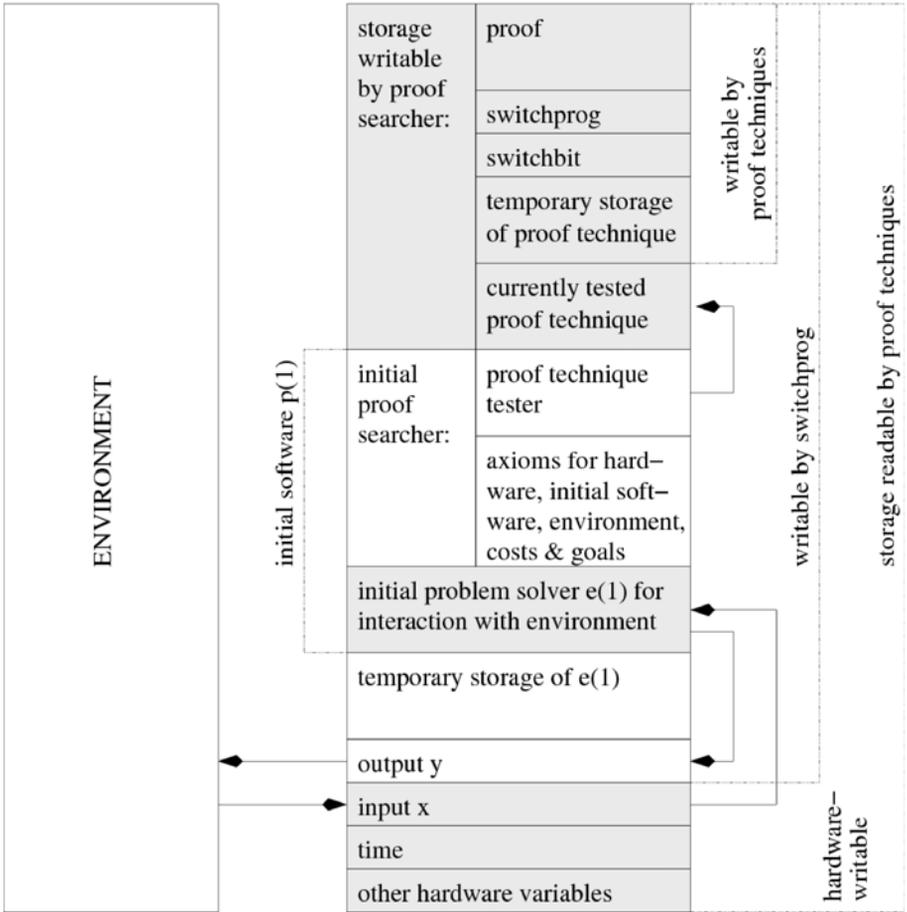 ENVIRONMENT
initial software p(1)
storage
writable
by proof
searcher:
proof
switchprog
switchbit
temporary storage
of proof technique
currently tested
proof technique
initial
proof
searcher:
proof technique
tester
axioms for hard−
ware, initial soft−
ware, environment,
costs & goals
initial problem solver e(1) for
interaction with environment
temporary storage of e(1)
output y
input x
time
other hardware variables
writable by
proof techniques
writable by switchprog
storage readable by proof techniques
hardware−
writable